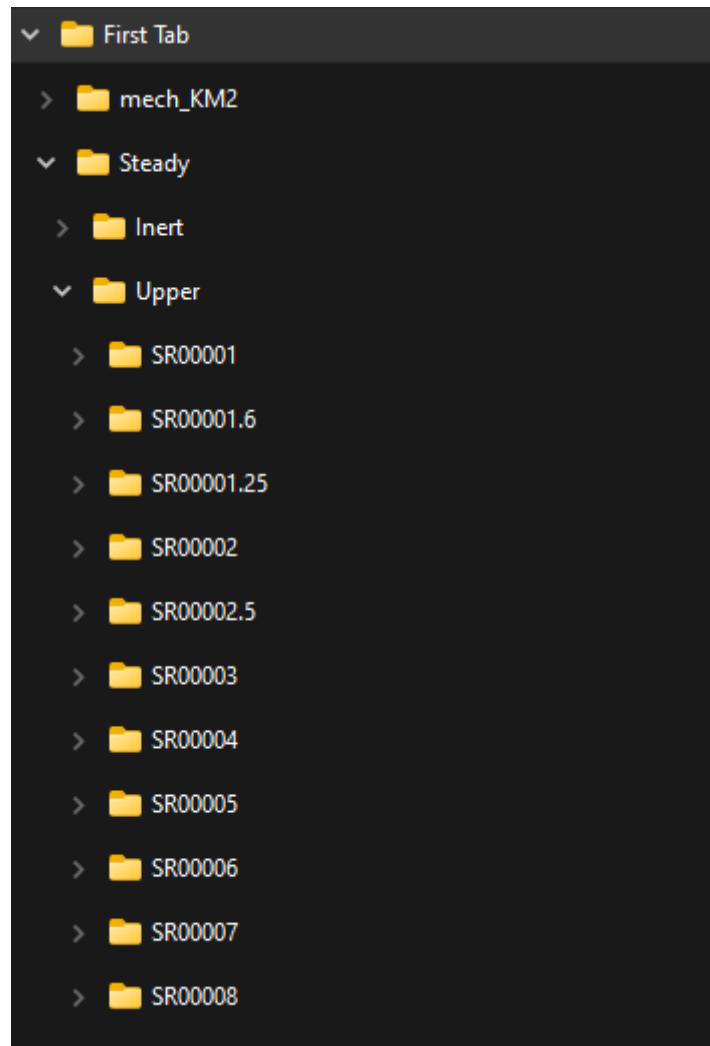 First Tab
mech_KM2
Steady
Inert
Upper
SR00001
SR00001.6
SR00001.25
SR00002
SR00002.5
SR00003
SR00004
SR00005
SR00006
SR00007
SR00008